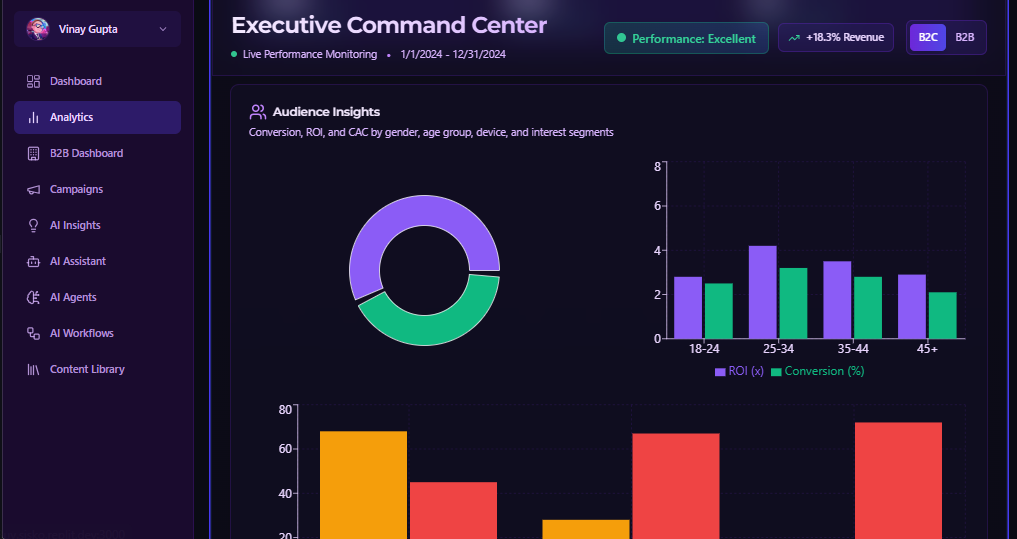 Vinay Gupta
Dashboard
Analytics
B2B Dashboard
Campaigns
AI Insights
AI Assistant
AI Agents
AI Workflows
Content Library
Executive Command Center
Live Performance Monitoring • 1/1/2024 - 12/31/2024
Performance: Excellent
+18.3% Revenue
B2C B2B
Audience Insights
Conversion, ROI, and CAC by gender, age group, device, and interest segments
8
6
4
2
0
18-24 25-34 35-44 45+
ROI (x) Conversion (%)
80
60
40
20